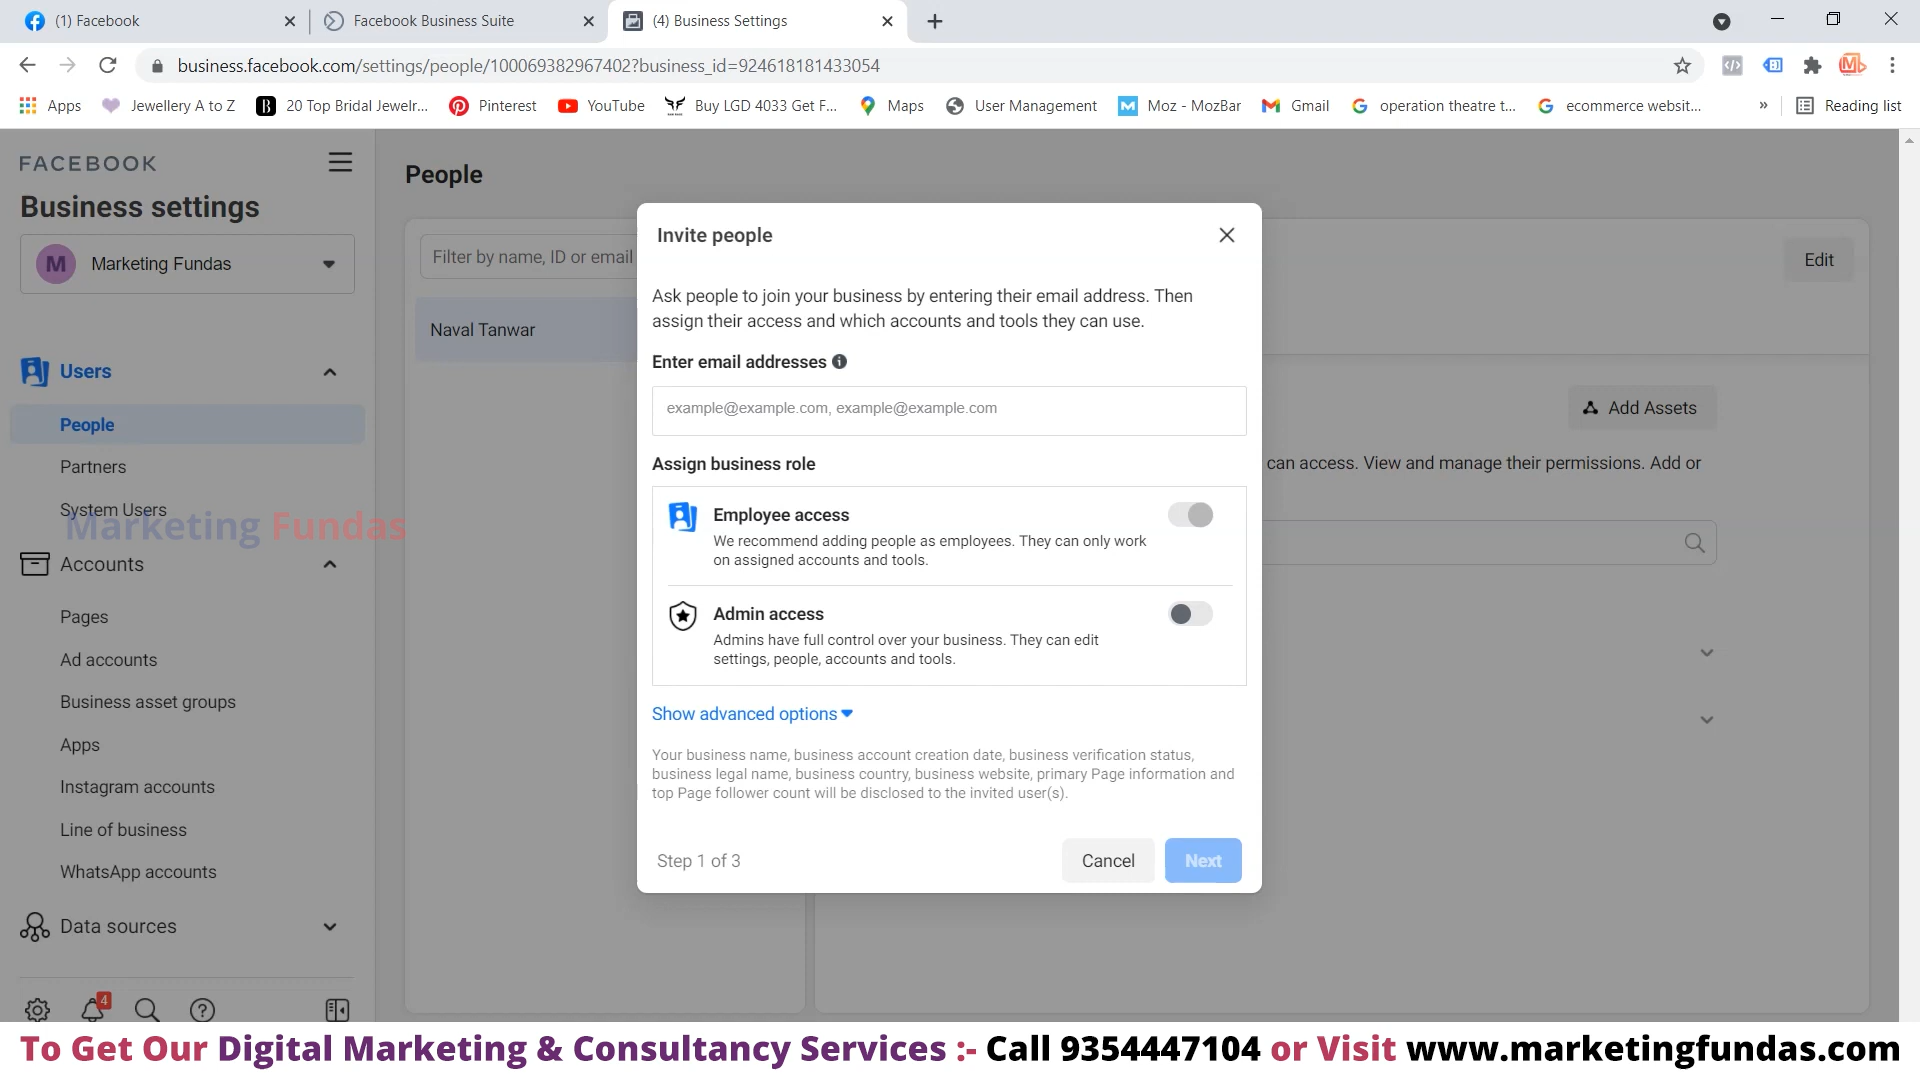 (1) Facebook
Facebook Business Suite
(4) Business Settings
business.facebook.com/settings/people/100069382967402?business_id=924618181433054
Apps
Jewellery A to Z
20 Top Bridal Jewelr...
Pinterest
YouTube
Buy LGD 4033 Get F...
Maps
User Management
Moz - MozBar
Gmail
operation theatre t...
ecommerce websit...
»
Reading list
FACEBOOK
Business settings
M Marketing Fundas
Users
People
Partners
System Users
Marketing Fundas
Accounts
Pages
Ad accounts
Business asset groups
Apps
Instagram accounts
Line of business
WhatsApp accounts
Data sources
4
People
Filter by name, ID or email
Naval Tanwar
Edit
Add Assets
can access. View and manage their permissions. Add or
Invite people
Ask people to join your business by entering their email address. Then
assign their access and which accounts and tools they can use.
Enter email addresses
example@example.com, example@example.com
Assign business role
Employee access
We recommend adding people as employees. They can only work
on assigned accounts and tools.
Admin access
Admins have full control over your business. They can edit
settings, people, accounts and tools.
Show advanced options
Your business name, business account creation date, business verification status,
business legal name, business country, business website, primary Page information and
top Page follower count will be disclosed to the invited user(s).
Step 1 of 3
Cancel
Next
To Get Our Digital Marketing & Consultancy Services :- Call 9354447104 or Visit www.marketingfundas.com